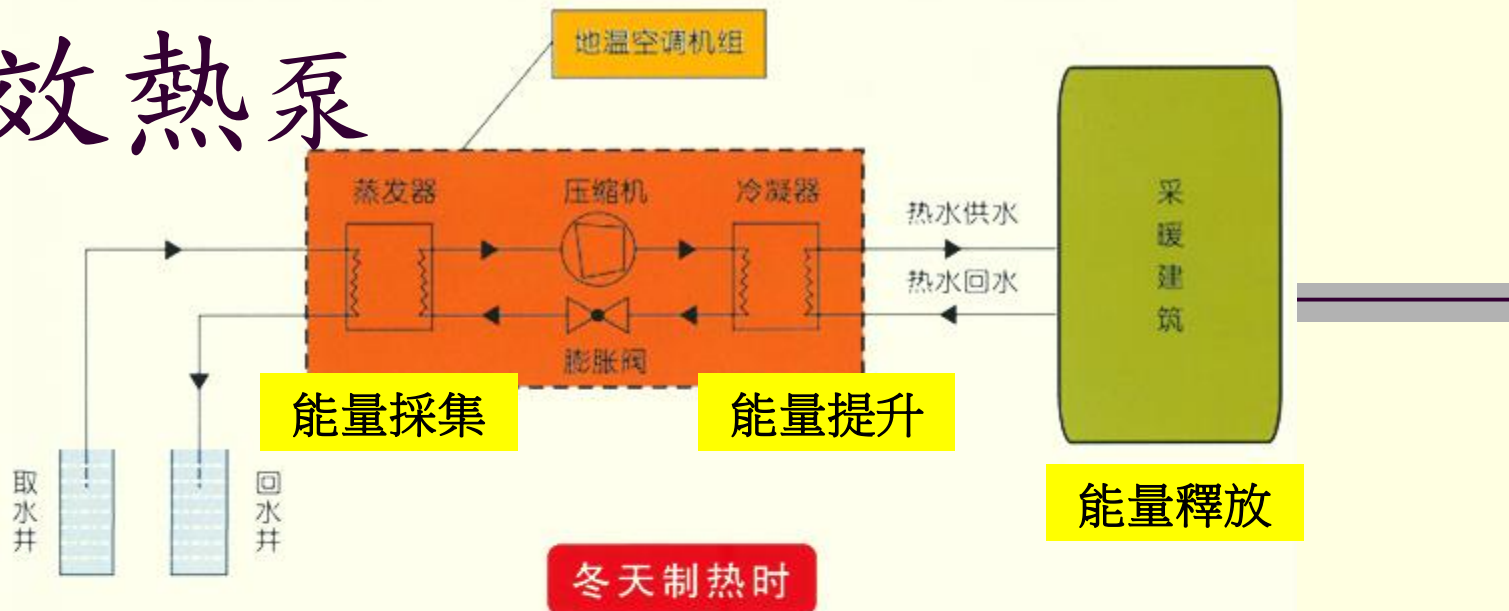 效熱泵
地温空调机组
蒸发器
压缩机
冷凝器
膨胀阀
热水供水
热水回水
采暖建筑
能量採集
能量提升
能量釋放
取水井
回水井
冬天制热时